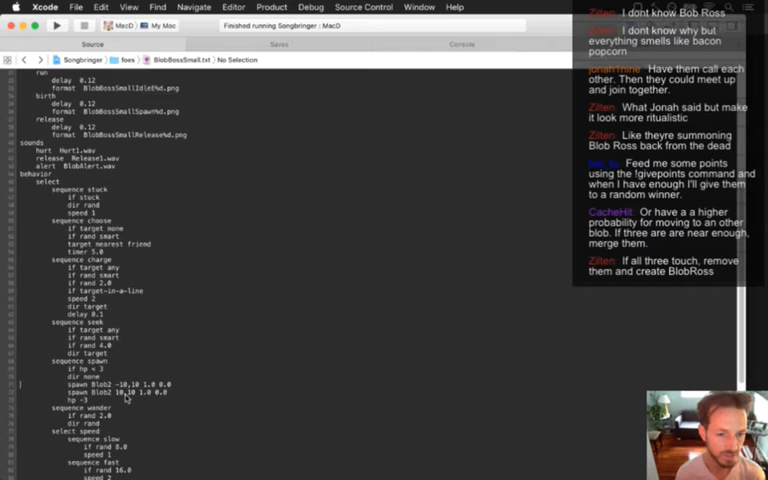 Xcode File Edit View Find Navigate Editor Product Debug Source Control Window Help
MacD My Mac
Finished running Songbringer : MacD
Source Saves Console
Songbringer foes BlobBossSmall.txt No Selection
run
delay 0.12
format BlobBossSmallIdle%d.png
birth
delay 0.12
format BlobBossSmallSpawn%d.png
release
delay 0.12
format BlobBossSmallRelease%d.png
sounds
hurt Hurt1.wav
release Release1.wav
alert BlobAlert.wav
behavior
select
sequence stuck
if stuck
dir rand
speed 1
sequence choose
if target none
if rand smart
target nearest friend
timer 5.0
sequence charge
if target any
if rand smart
if rand 2.0
if target-in-a-line
speed 2
dir target
delay 0.1
sequence seek
if target any
if rand smart
if rand 4.0
dir target
sequence spawn
if hp < 3
dir none
spawn Blob2 -10,10 1.0 0.0
spawn Blob2 10,10 1.0 0.0
hp -3
sequence wander
if rand 2.0
dir rand
select speed
sequence slow
if rand 8.0
speed 1
sequence fast
if rand 16.0
speed 2
Zilten: I dont know Bob Ross
Zilten: I dont know why but
everything smells like bacon
popcorn
Have them call each
other. Then they could meet up
and join together.
Zilten: What Jonah said but make
it look more ritualistic
Zilten: Like theyre summoning
Blob Ross back from the dead
Feed me some points
using the !givepoints command and
when I have enough I'll give them
to a random winner.
CacheHit: Or have a a higher
probability for moving to an other
blob. If three are are near enough,
merge them.
Zilten: If all three touch, remove
them and create BlobRoss